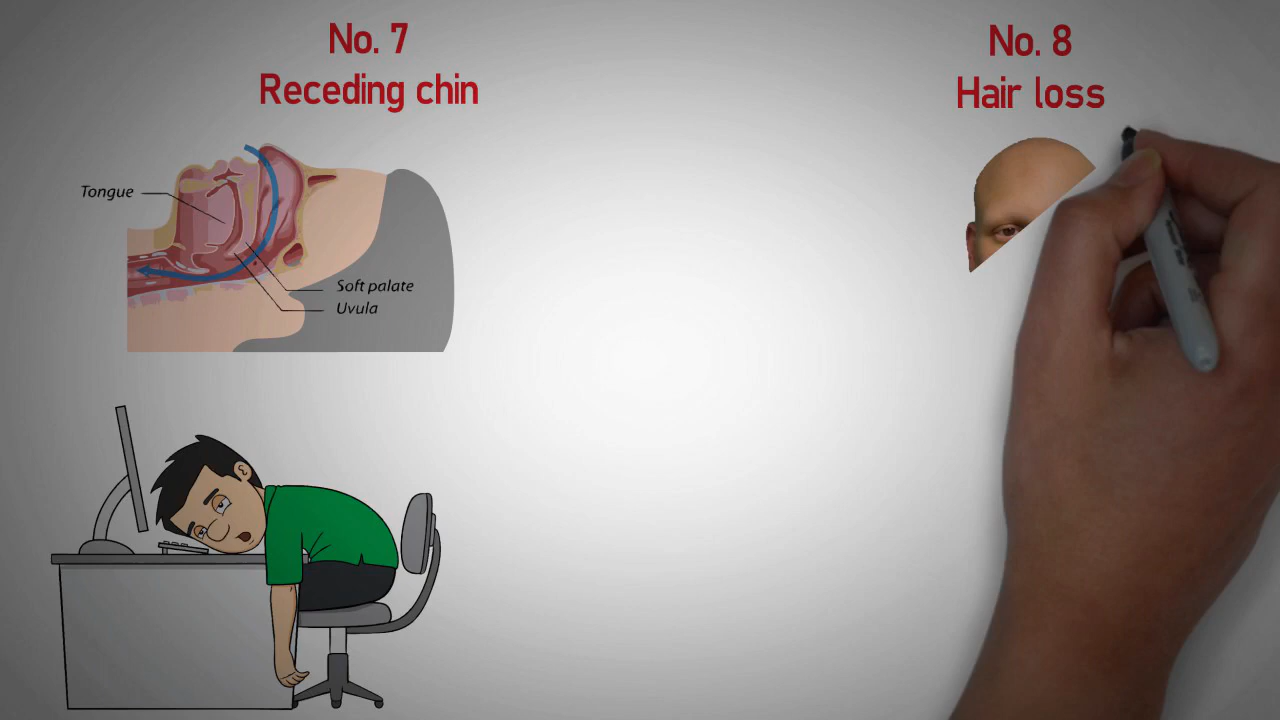 No. 7
Receding chin
Tongue
Soft palate
Uvula
No. 8
Hair loss